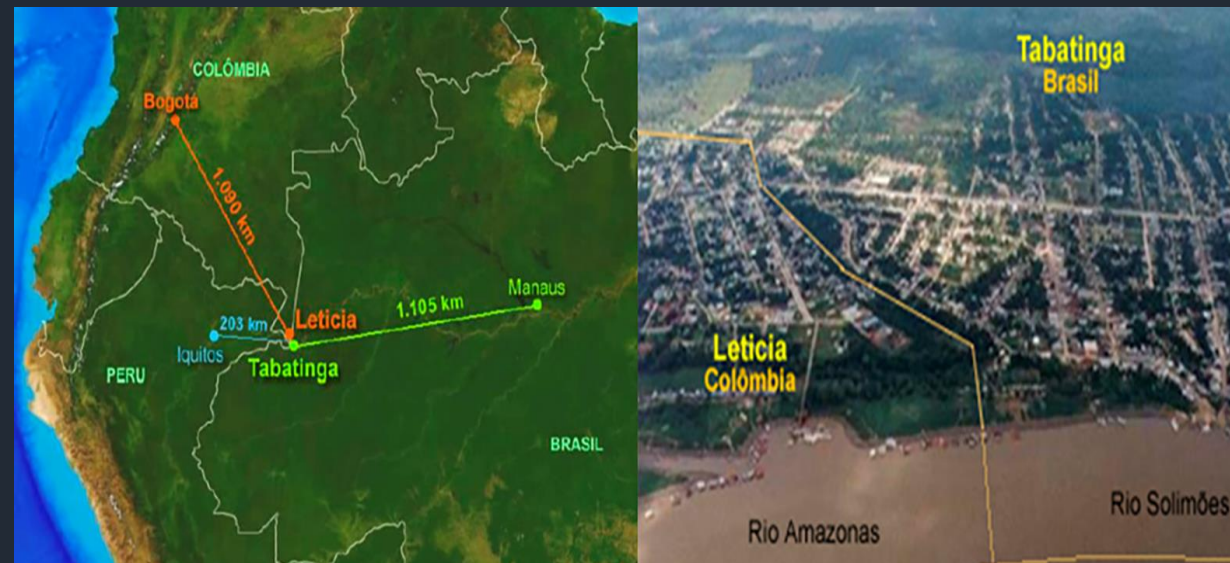 COLÓMBIA
Bogotá
1.090 km
Manaus
1.105 km
Leticia
203 km
Iquitos
Tabatinga
PERU
BRASIL
Tabatinga
Brasil
Leticia
Colômbia
Rio Solimões
Rio Amazonas